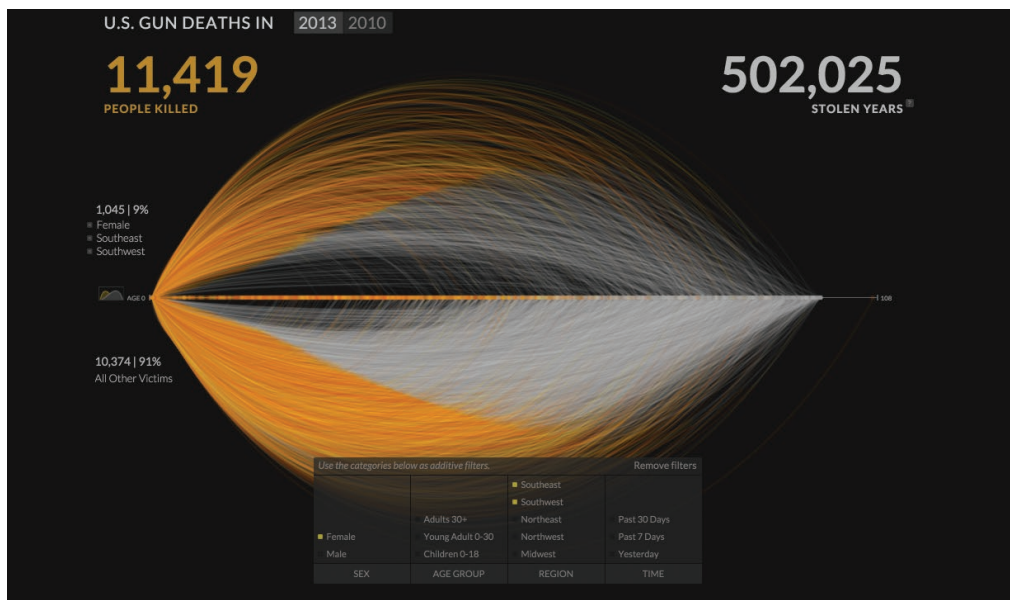 U.S. GUN DEATHS IN 2013 2010
11,419
PEOPLE KILLED
502,025
STOLEN YEARS ?
1,045 | 9%
Female
Southeast
Southwest
AGE 0
108
10,374 | 91%
All Other Victims
Use the categories below as additive filters. Remove filters
Female
Male
SEX
Adults 30+
Young Adult 0-30
Children 0-18
AGE GROUP
Southeast
Southwest
Northeast
Northwest
Midwest
REGION
Past 30 Days
Past 7 Days
Yesterday
TIME